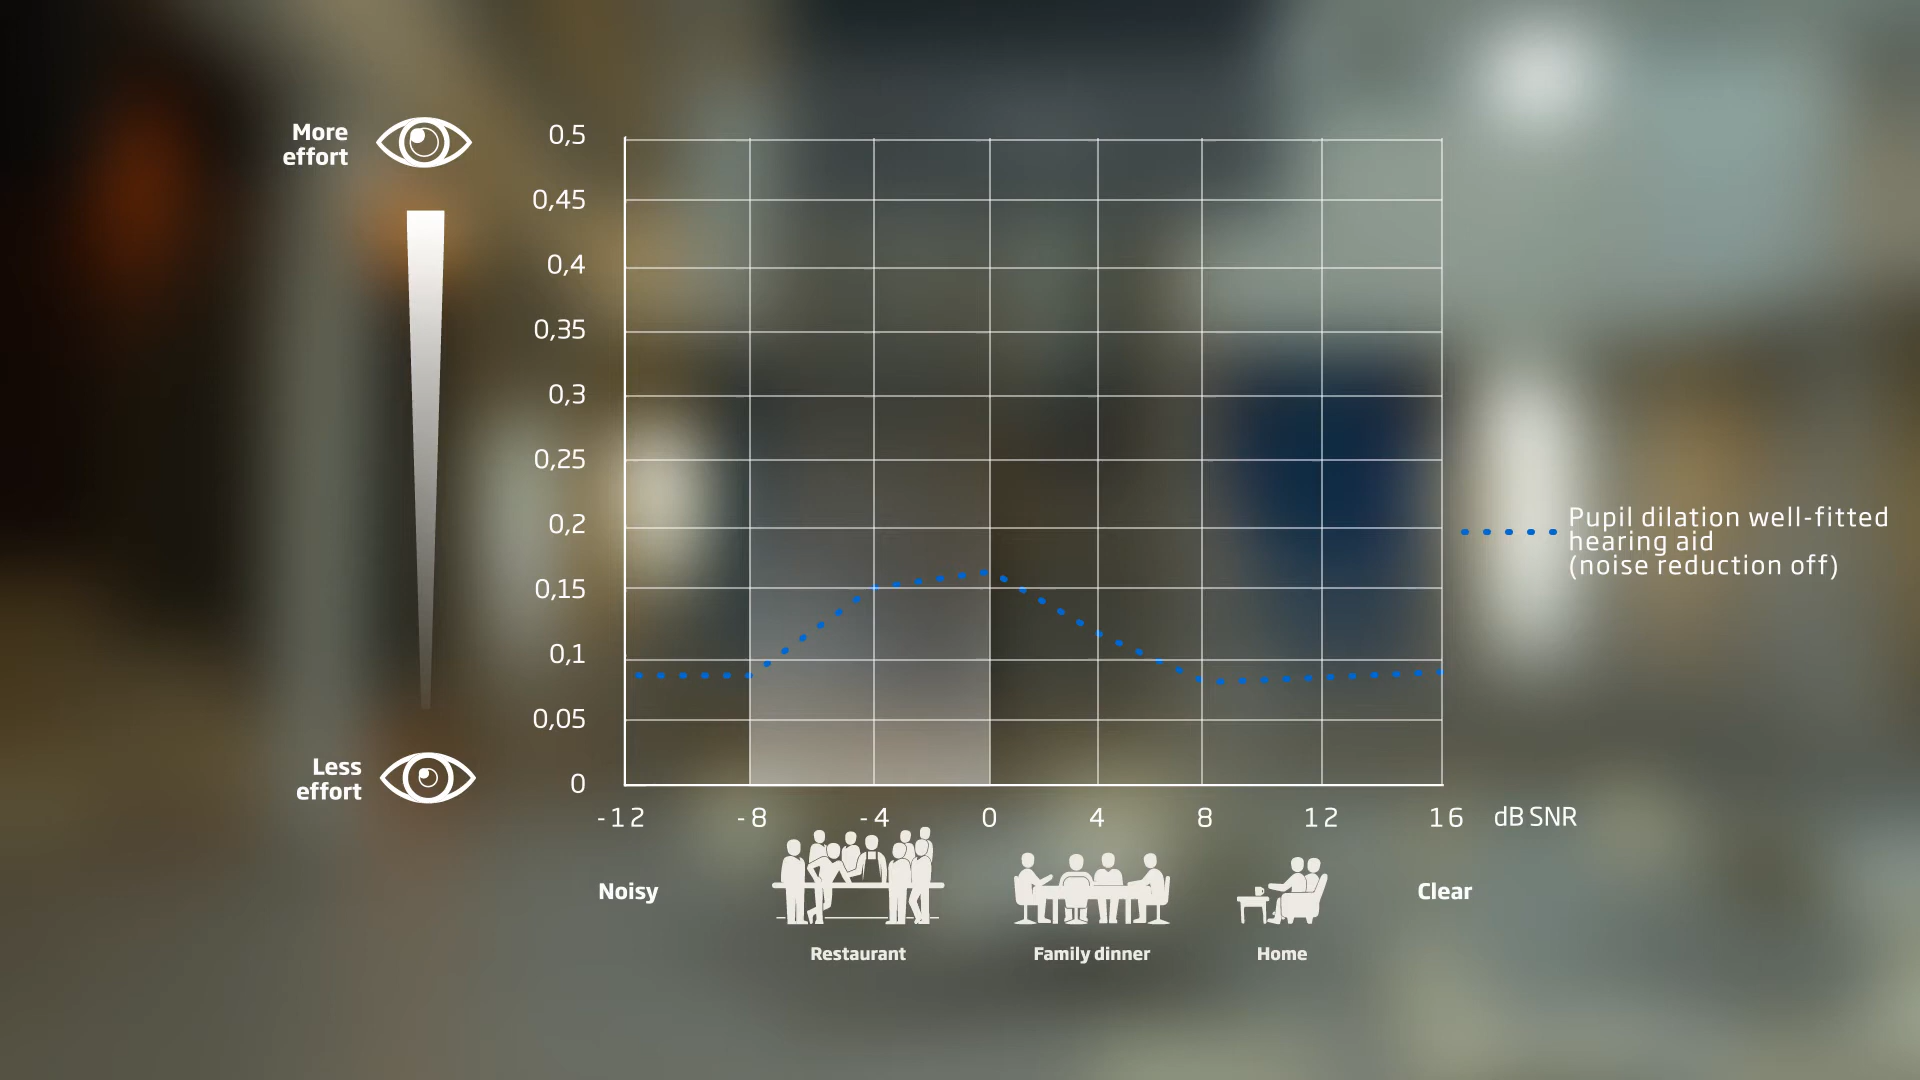 More
effort
0,5
0,45
0,4
0,35
0,3
0,25
0,2
0,15
0,1
0,05
0
Less
effort
-12 -8 -4 0 4 8 12 16 dB SNR
Noisy
Clear
Restaurant
Family dinner
Home
Pupil dilation well-fitted
hearing aid
(noise reduction off)